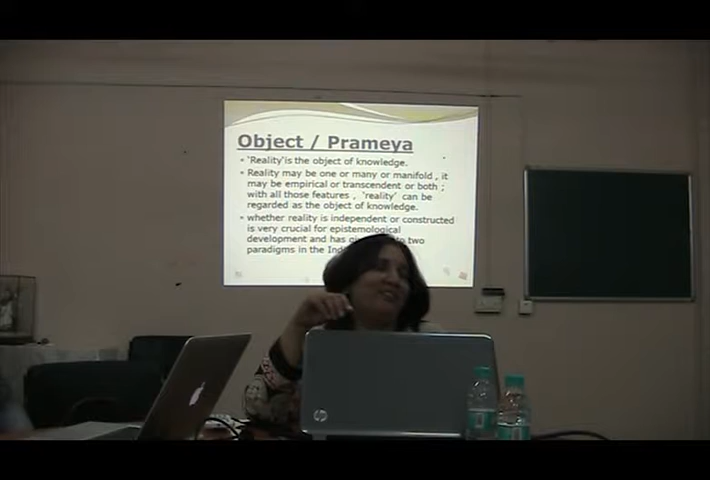 Object / Prameya
'Reality'is the object of knowledge.
Reality may be one or many or manifold , it
may be empirical or transcendent or both ;
with all those features , 'reality' can be
regarded as the object of knowledge.
whether reality is independent or constructed
is very crucial for epistemological
development and has to two
paradigms in the
hp